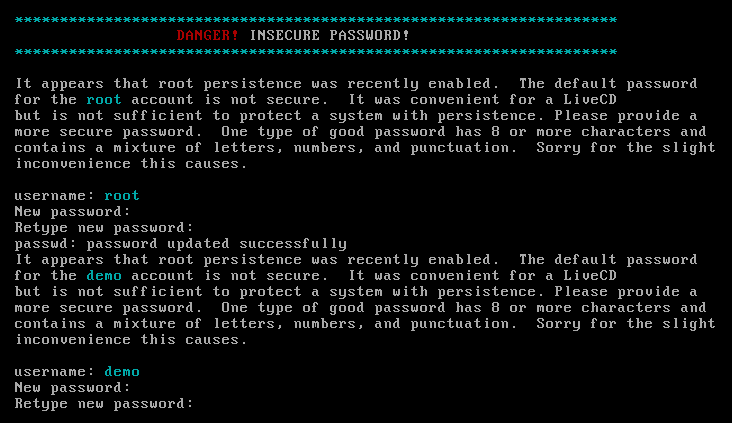 *******************************************************************
DANGER! INSECURE PASSWORD!
*******************************************************************
It appears that root persistence was recently enabled.  The default password
for the root account is not secure.  It was convenient for a LiveCD
but is not sufficient to protect a system with persistence. Please provide a
more secure password.  One type of good password has 8 or more characters and
contains a mixture of letters, numbers, and punctuation.  Sorry for the slight
inconvenience this causes.
username: root
New password:
Retype new password:
passwd: password updated successfully
It appears that root persistence was recently enabled.  The default password
for the demo account is not secure.  It was convenient for a LiveCD
but is not sufficient to protect a system with persistence. Please provide a
more secure password.  One type of good password has 8 or more characters and
contains a mixture of letters, numbers, and punctuation.  Sorry for the slight
inconvenience this causes.
username: demo
New password:
Retype new password: